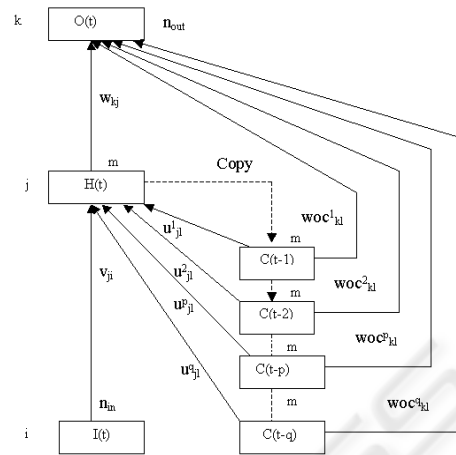 k
O(t)
n_out
w_kj
m
Copy
j
H(t)
woc^1_kl
u^1_jl
m
C(t-1)
v_ji
u^2_jl
m
woc^2_kl
C(t-2)
u^p_jl
m
woc^p_kl
C(t-p)
u^q_jl
m
n_in
woc^q_kl
i
I(t)
C(t-q)